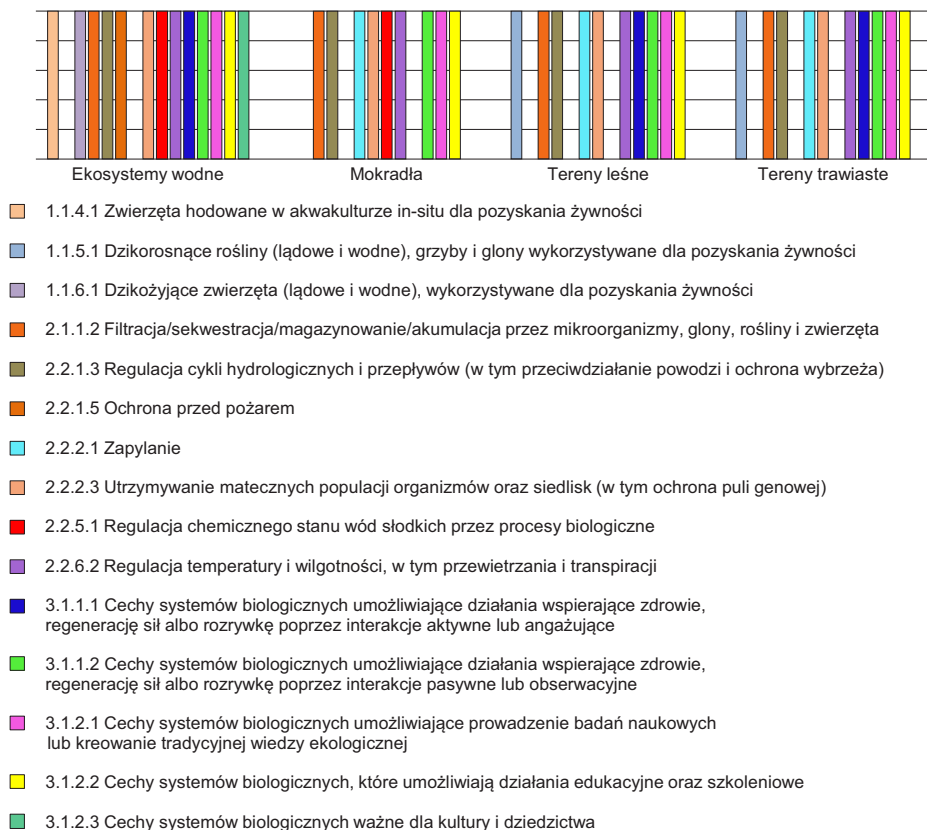 Ekosystemy wodne Mokradła Tereny leśne Tereny trawiaste
1.1.4.1 Zwierzęta hodowane w akwakulturze in-situ dla pozyskania żywności
1.1.5.1 Dzikorosnące rośliny (lądowe i wodne), grzyby i glony wykorzystywane dla pozyskania żywności
1.1.6.1 Dzikożyjące zwierzęta (lądowe i wodne), wykorzystywane dla pozyskania żywności
2.1.1.2 Filtracja/sekwestracja/magazynowanie/akumulacja przez mikroorganizmy, glony, rośliny i zwierzęta
2.2.1.3 Regulacja cykli hydrologicznych i przepływów (w tym przeciwdziałanie powodzi i ochrona wybrzeża)
2.2.1.5 Ochrona przed pożarem
2.2.2.1 Zapylanie
2.2.2.3 Utrzymywanie matecznych populacji organizmów oraz siedlisk (w tym ochrona puli genowej)
2.2.5.1 Regulacja chemicznego stanu wód słodkich przez procesy biologiczne
2.2.6.2 Regulacja temperatury i wilgotności, w tym przewietrzania i transpiracji
3.1.1.1 Cechy systemów biologicznych umożliwiające działania wspierające zdrowie,
regenerację sił albo rozrywkę poprzez interakcje aktywne lub angażujące
3.1.1.2 Cechy systemów biologicznych umożliwiające działania wspierające zdrowie,
regenerację sił albo rozrywkę poprzez interakcje pasywne lub obserwacyjne
3.1.2.1 Cechy systemów biologicznych umożliwiające prowadzenie badań naukowych
lub kreowanie tradycyjnej wiedzy ekologicznej
3.1.2.2 Cechy systemów biologicznych, które umożliwiają działania edukacyjne oraz szkoleniowe
3.1.2.3 Cechy systemów biologicznych ważne dla kultury i dziedzictwa